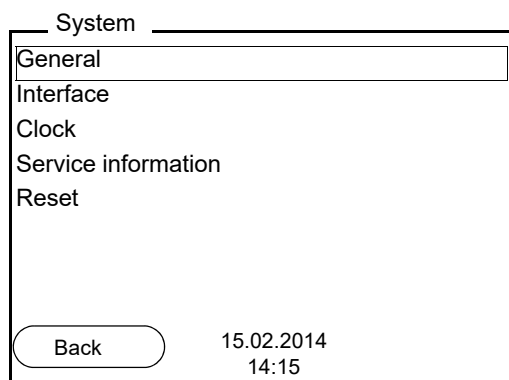 System
General
Interface
Clock
Service information
Reset
Back
15.02.2014
14:15